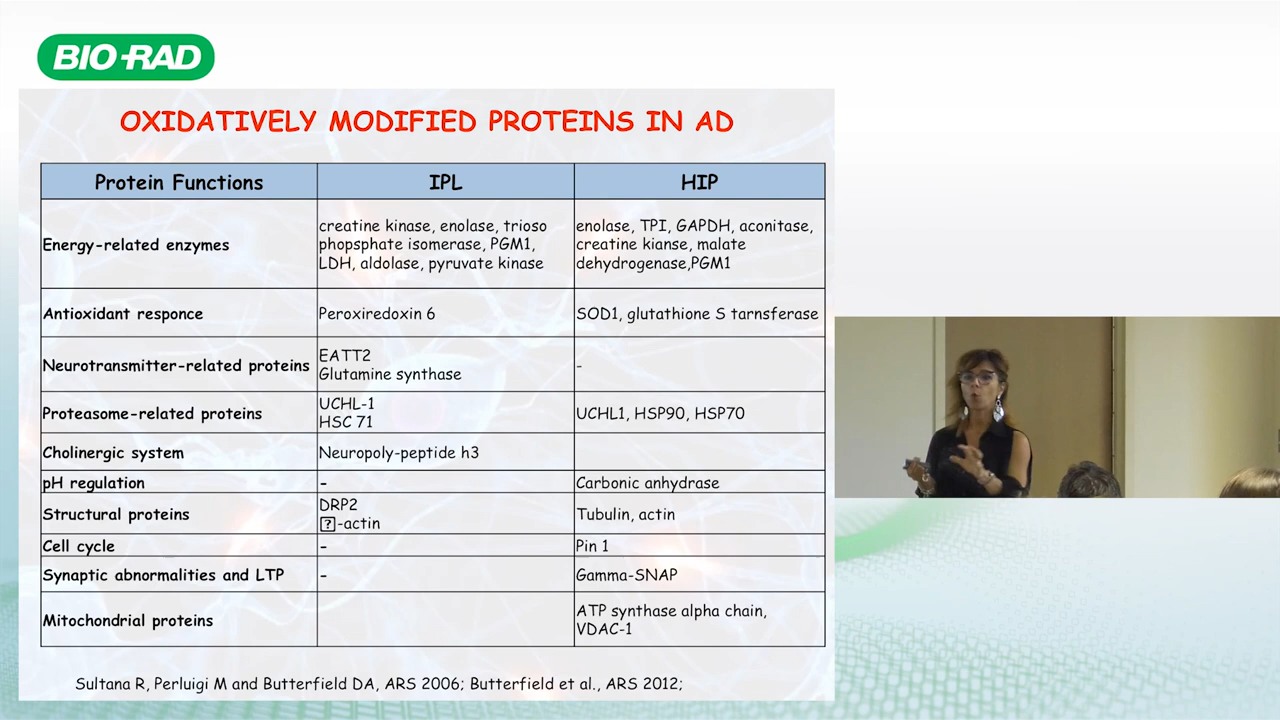 BIO-RAD
OXIDATIVELY MODIFIED PROTEINS IN AD
Protein Functions IPL HIP
Energy-related enzymes
creatine kinase, enolase, trioso
phopsphate isomerase, PGM1,
LDH, aldolase, pyruvate kinase
enolase, TPI, GAPDH, aconitase,
creatine kianse, malate
dehydrogenase,PGM1
Antioxidant responce Peroxiredoxin 6 SOD1, glutathione S tarnsferase
Neurotransmitter-related proteins
EATT2
Glutamine synthase
-
Proteasome-related proteins
UCHL-1
HSC 71
UCHL1, HSP90, HSP70
Cholinergic system Neuropoly-peptide h3
pH regulation - Carbonic anhydrase
Structural proteins
DRP2
⍰-actin
Tubulin, actin
Cell cycle - Pin 1
Synaptic abnormalities and LTP - Gamma-SNAP
Mitochondrial proteins
ATP synthase alpha chain,
VDAC-1
Sultana R, Perluigi M and Butterfield DA, ARS 2006; Butterfield et al., ARS 2012;